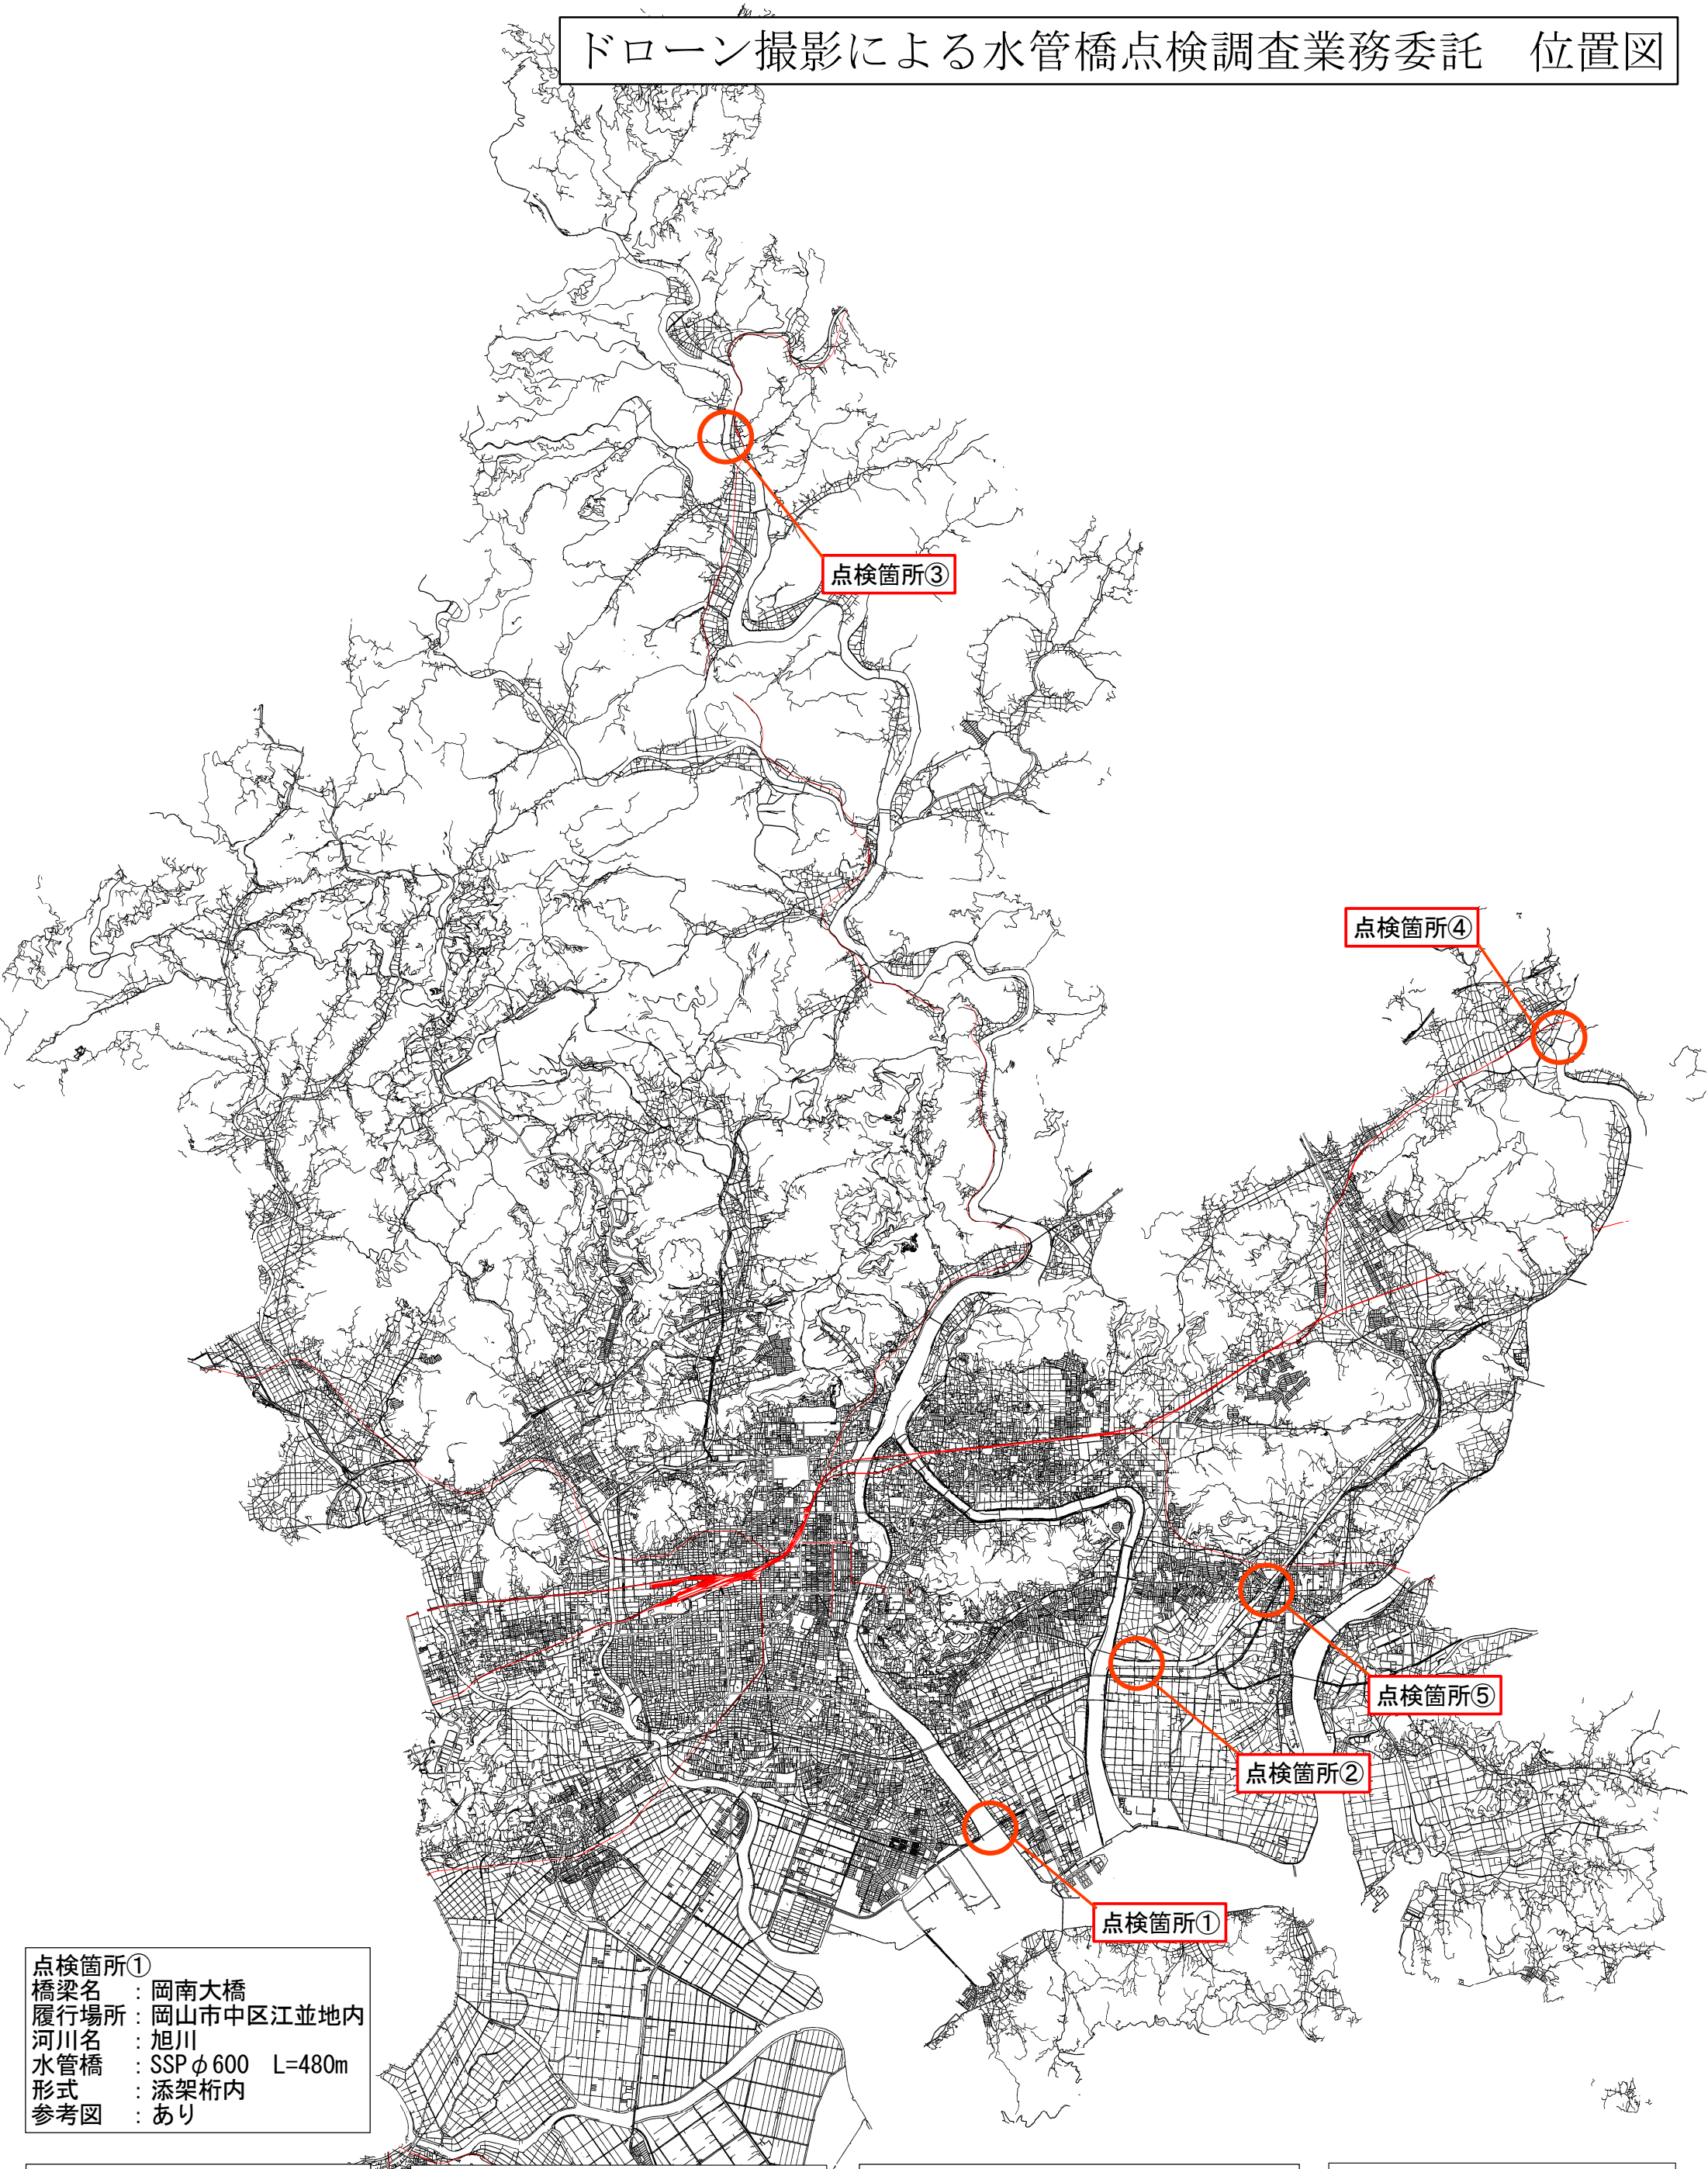 ドローン撮影による水管橋点検調査業務委託　位置図
点検箇所③
点検箇所④
点検箇所⑤
点検箇所②
点検箇所①
点検箇所①
橋梁名　：岡南大橋
履行場所：岡山市中区江並地内
河川名　：旭川
水管橋　：SSPφ600　L=480m
形式　　：添架桁内
参考図　：あり